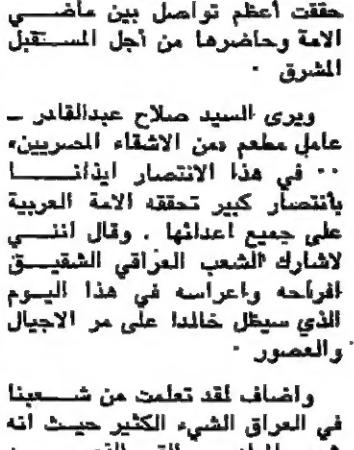 حققت أعظم تواصل بين ماضي
الامة وحاضرها من أجل المستقبل
المشرق .
ويرى السيد صلاح عبدالقادر ـ
عامل مطعم «من الاشقاء المصريين»
.. في هذا الانتصار ايذانا
بأنتصار كبير تحققه الامة العربية
على جميع اعدائها . وقال انني
لاشارك الشعب العراقي الشقيق
افراحه واعراسه في هذا اليوم
الذي سيظل خالدا على مر الاجيال
والعصور .
واضاف لقد تعلمت من شعبنا
في العراق الشيء الكثير حيث انه